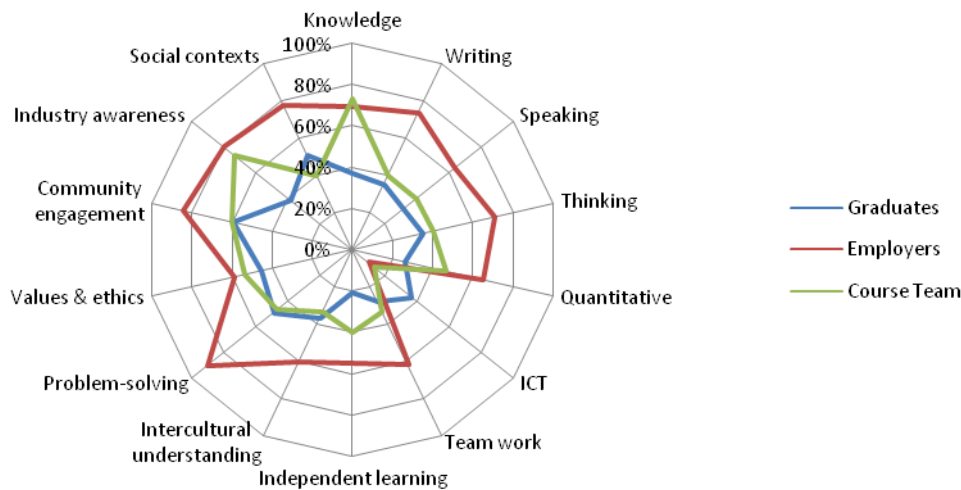 Knowledge
100%
Social contexts
Writing
80%
Industry awareness
Speaking
60%
40%
Community
engagement
Thinking
20%
Graduates
0%
Employers
Values & ethics
Quantitative
Course Team
Problem-solving
ICT
Intercultural
understanding
Team work
Independent learning